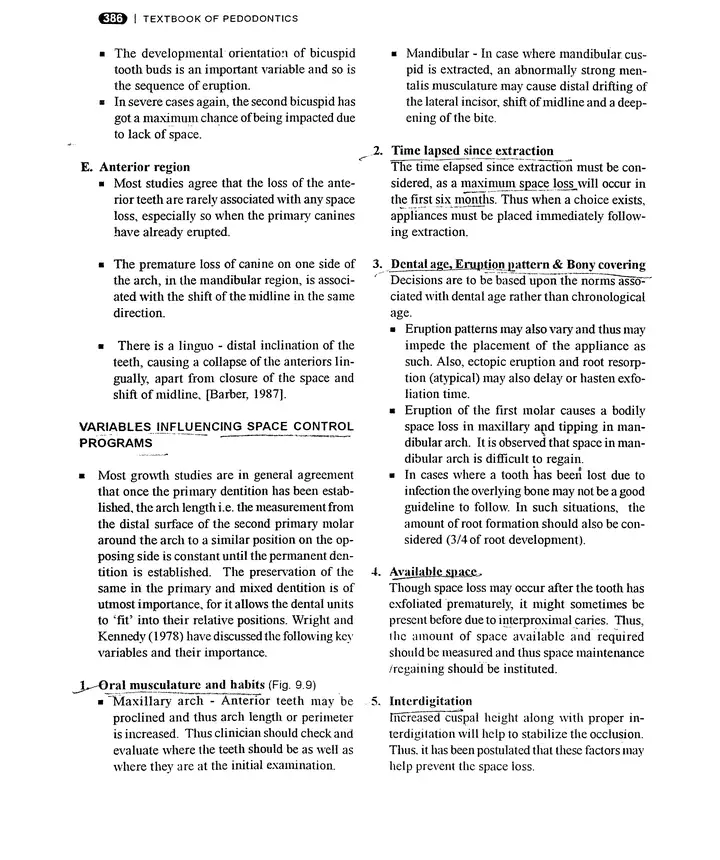 386 | TEXTBOOK OF PEDODONTICS
▪ The developmental orientation of bicuspid
tooth buds is an important variable and so is
the sequence of eruption.
▪ In severe cases again, the second bicuspid has
got a maximum chance of being impacted due
to lack of space.
E. Anterior region
▪ Most studies agree that the loss of the ante-
rior teeth are rarely associated with any space
loss, especially so when the primary canines
have already erupted.
▪ The premature loss of canine on one side of
the arch, in the mandibular region, is associ-
ated with the shift of the midline in the same
direction.
▪ There is a linguo - distal inclination of the
teeth, causing a collapse of the anteriors lin-
gually, apart from closure of the space and
shift of midline, [Barber, 1987].
VARIABLES INFLUENCING SPACE CONTROL
PROGRAMS
▪ Most growth studies are in general agreement
that once the primary dentition has been estab-
lished, the arch length i.e. the measurement from
the distal surface of the second primary molar
around the arch to a similar position on the op-
posing side is constant until the permanent den-
tition is established. The preservation of the
same in the primary and mixed dentition is of
utmost importance, for it allows the dental units
to ‘fit’ into their relative positions. Wright and
Kennedy (1978) have discussed the following key
variables and their importance.
1. Oral musculature and habits (Fig. 9.9)
▪ Maxillary arch - Anterior teeth may be
proclined and thus arch length or perimeter
is increased. Thus clinician should check and
evaluate where the teeth should be as well as
where they are at the initial examination.
▪ Mandibular - In case where mandibular cus-
pid is extracted, an abnormally strong men-
talis musculature may cause distal drifting of
the lateral incisor, shift of midline and a deep-
ening of the bite.
2. Time lapsed since extraction
The time elapsed since extraction must be con-
sidered, as a maximum space loss will occur in
the first six months. Thus when a choice exists,
appliances must be placed immediately follow-
ing extraction.
3. Dental age, Eruption pattern & Bony covering
Decisions are to be based upon the norms asso-
ciated with dental age rather than chronological
age.
▪ Eruption patterns may also vary and thus may
impede the placement of the appliance as
such. Also, ectopic eruption and root resorp-
tion (atypical) may also delay or hasten exfo-
liation time.
▪ Eruption of the first molar causes a bodily
space loss in maxillary and tipping in man-
dibular arch. It is observed that space in man-
dibular arch is difficult to regain.
▪ In cases where a tooth has been lost due to
infection the overlying bone may not be a good
guideline to follow. In such situations, the
amount of root formation should also be con-
sidered (3/4 of root development).
4. Available space.
Though space loss may occur after the tooth has
exfoliated prematurely, it might sometimes be
present before due to interproximal caries. Thus,
the amount of space available and required
should be measured and thus space maintenance
/regaining should be instituted.
5. Interdigitation
Increased cuspal height along with proper in-
terdigitation will help to stabilize the occlusion.
Thus, it has been postulated that these factors may
help prevent the space loss.